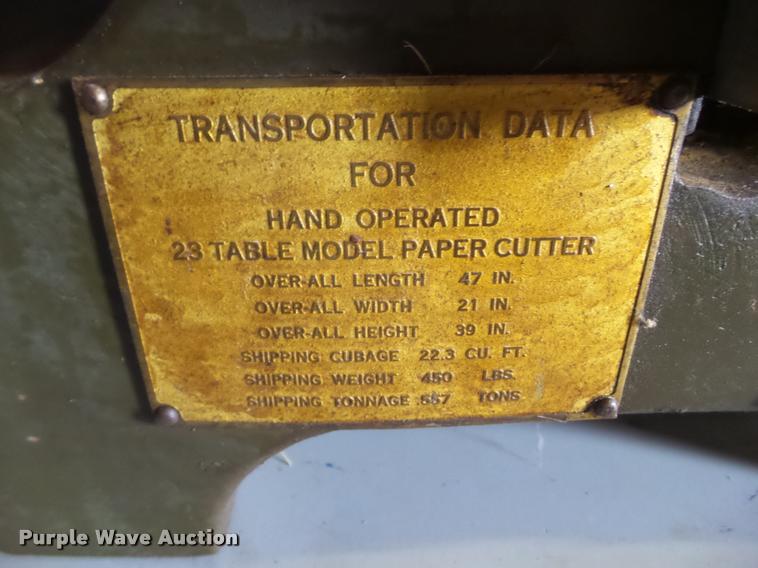 TRANSPORTATION DATA
FOR
HAND OPERATED
23 TABLE MODEL PAPER CUTTER
OVER-ALL LENGTH 47 IN.
OVER-ALL WIDTH 21 IN.
OVER-ALL HEIGHT 39 IN.
SHIPPING CUBAGE 22.3 CU. FT.
SHIPPING WEIGHT 450 LBS.
SHIPPING TONNAGE .557 TONS
Purple Wave Auction